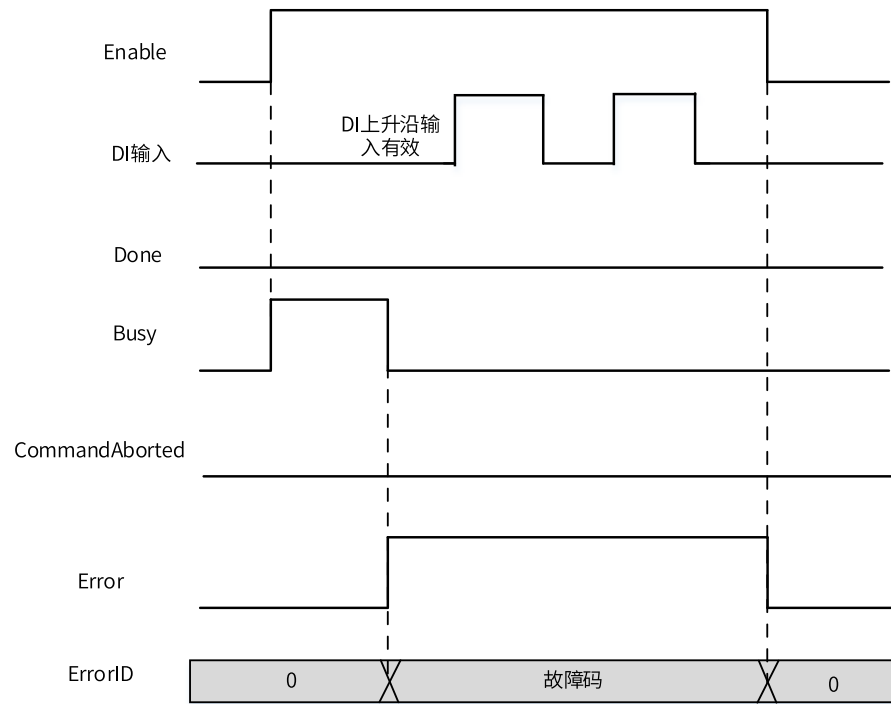 Enable
DI上升沿输
入有效
DI输入
Done
Busy
CommandAborted
Error
ErrorID
0
故障码
0